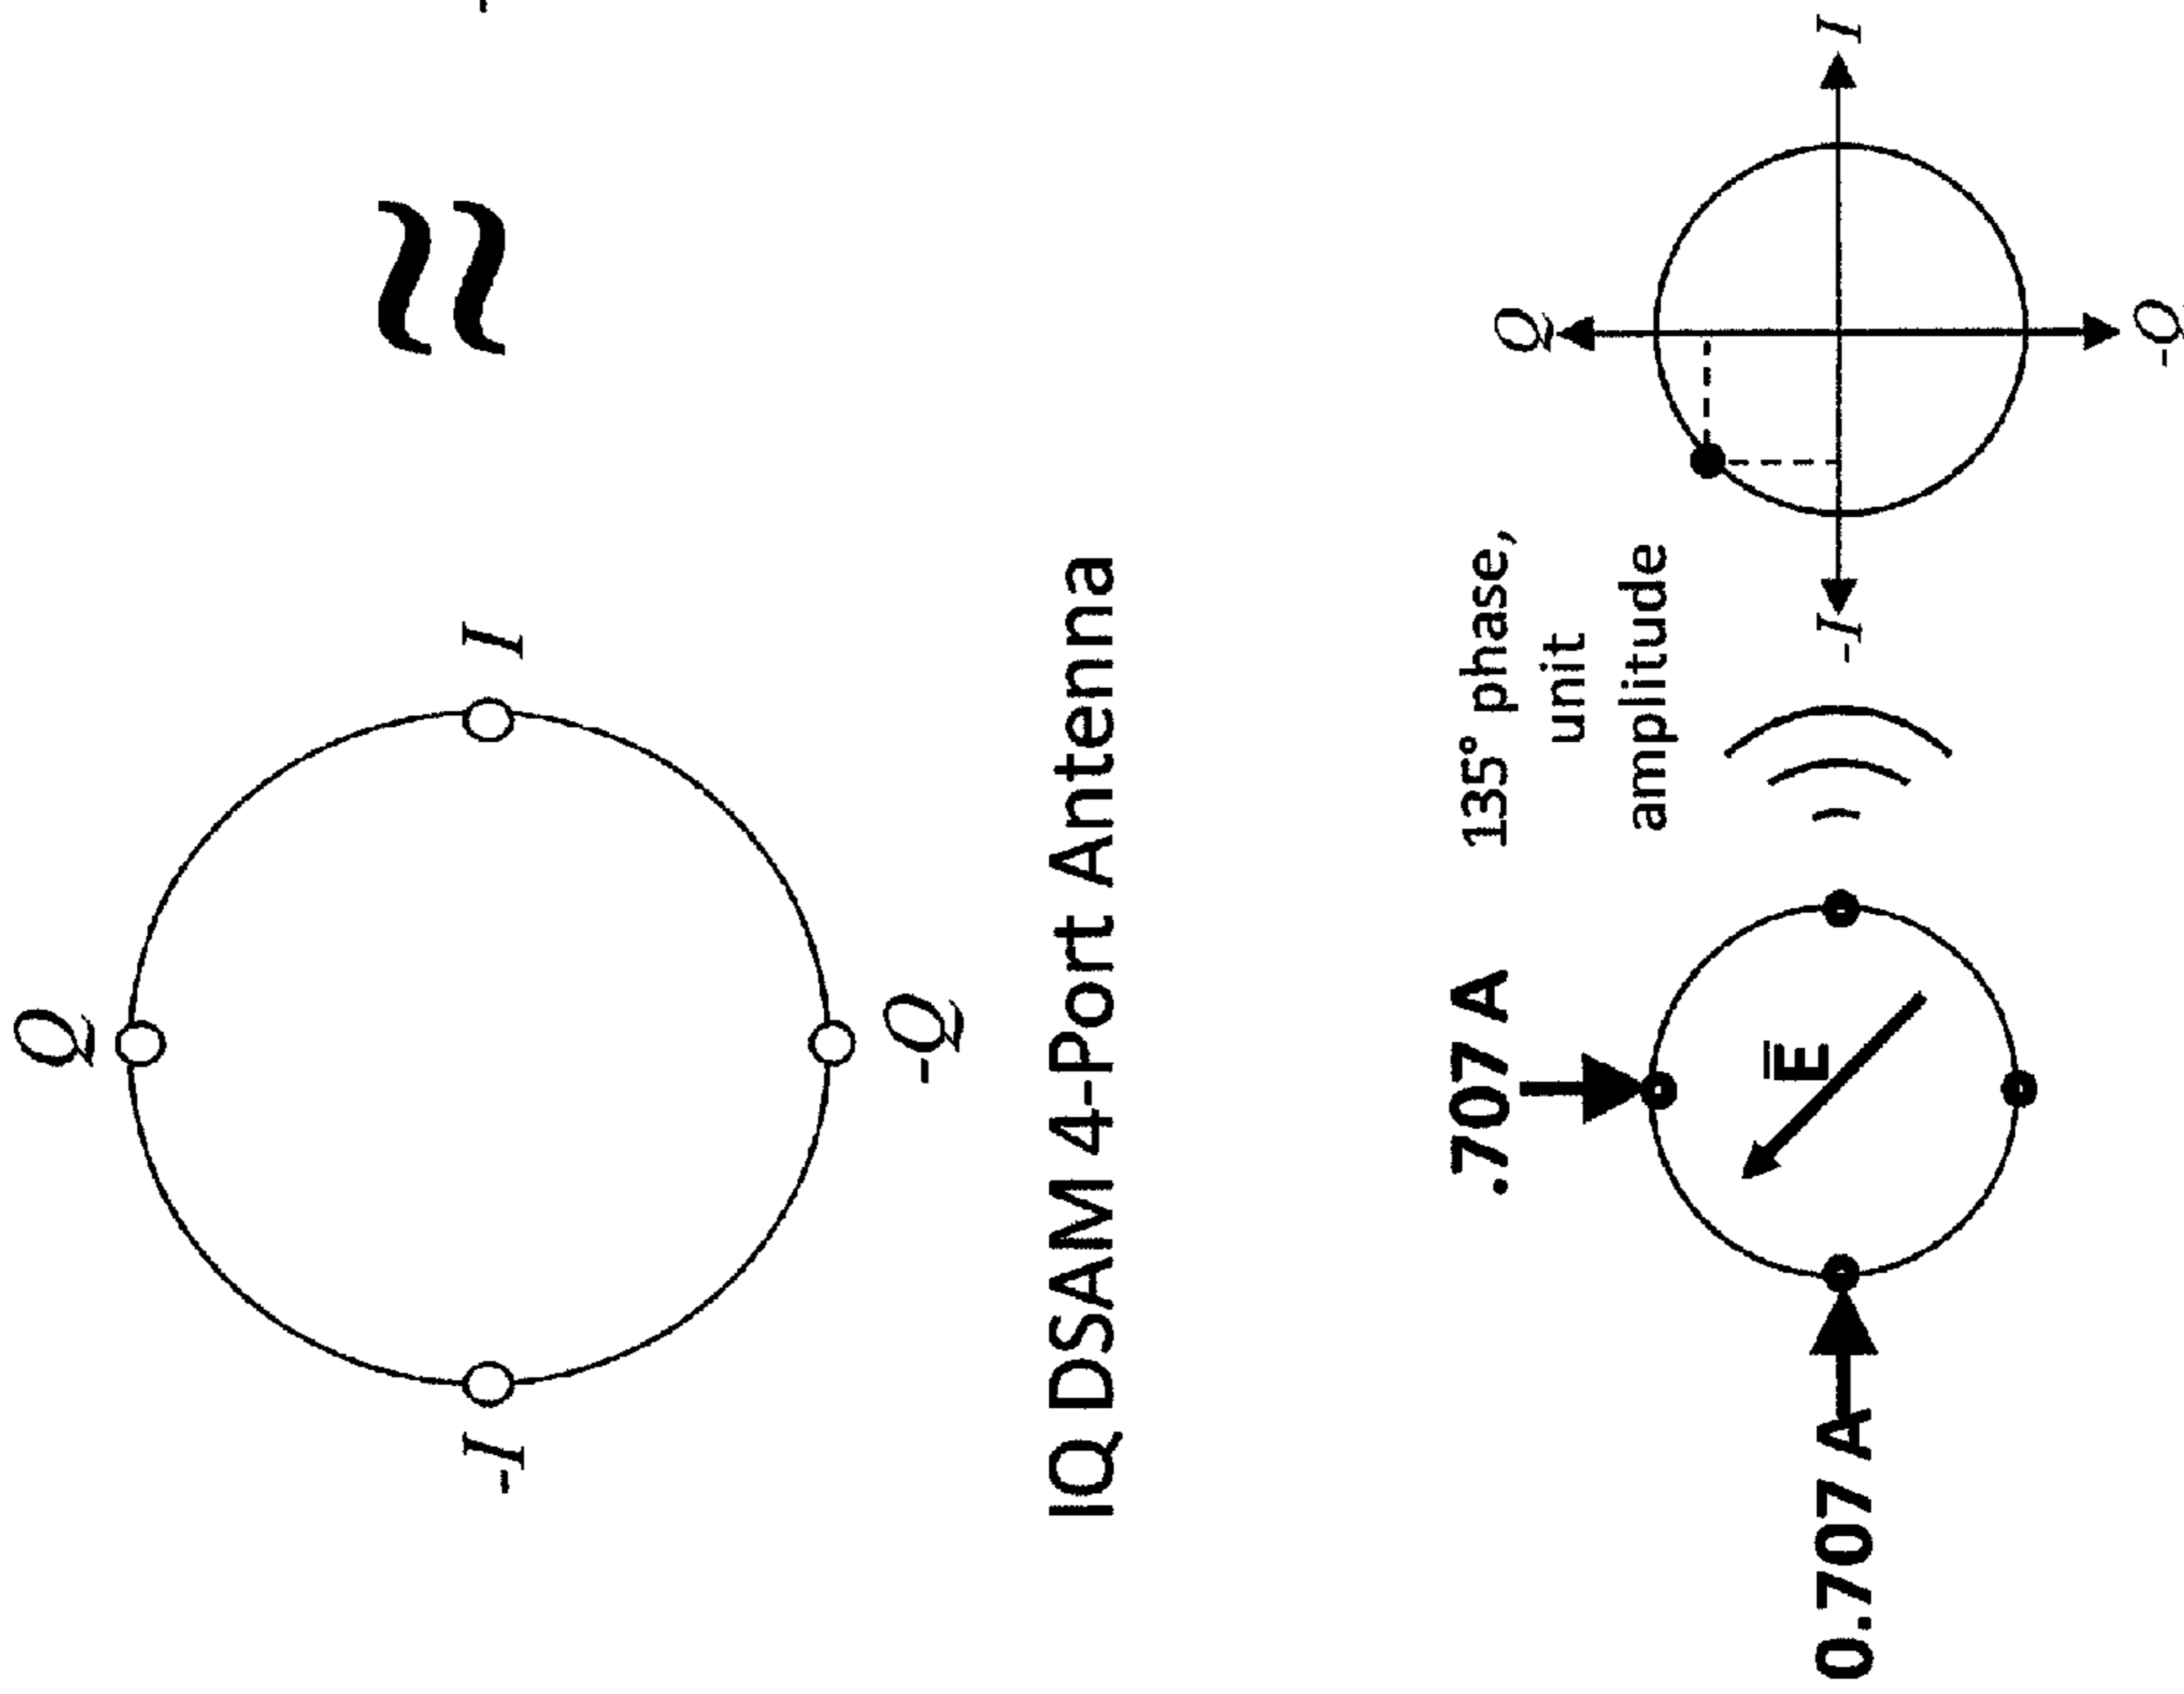 Q
-I
I
-Q
≈
IQ DSAM 4-Port Antenna
.707 A
0.707 A
E
135° phase,
unit
amplitude
Q
-I
I
-Q